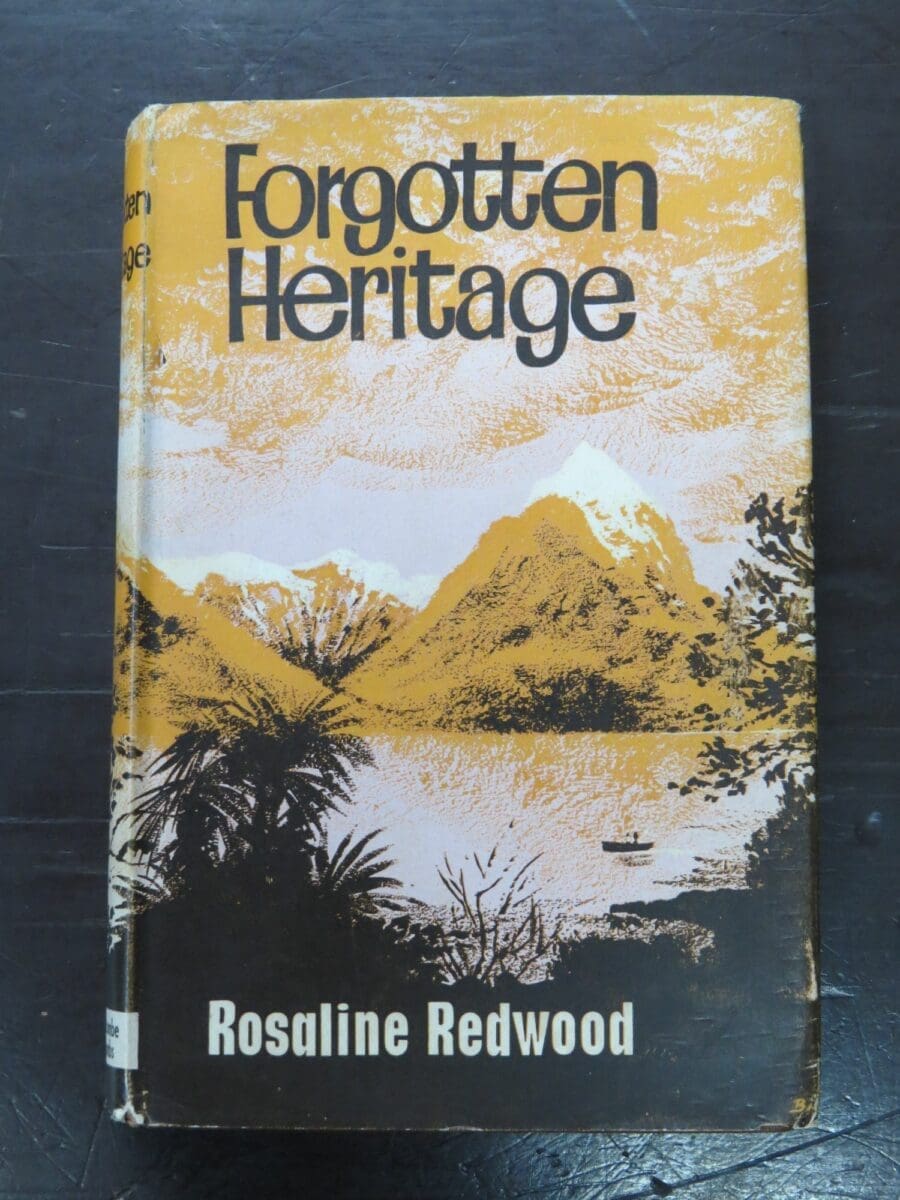 Forgotten
Heritage
Rosaline Redwood